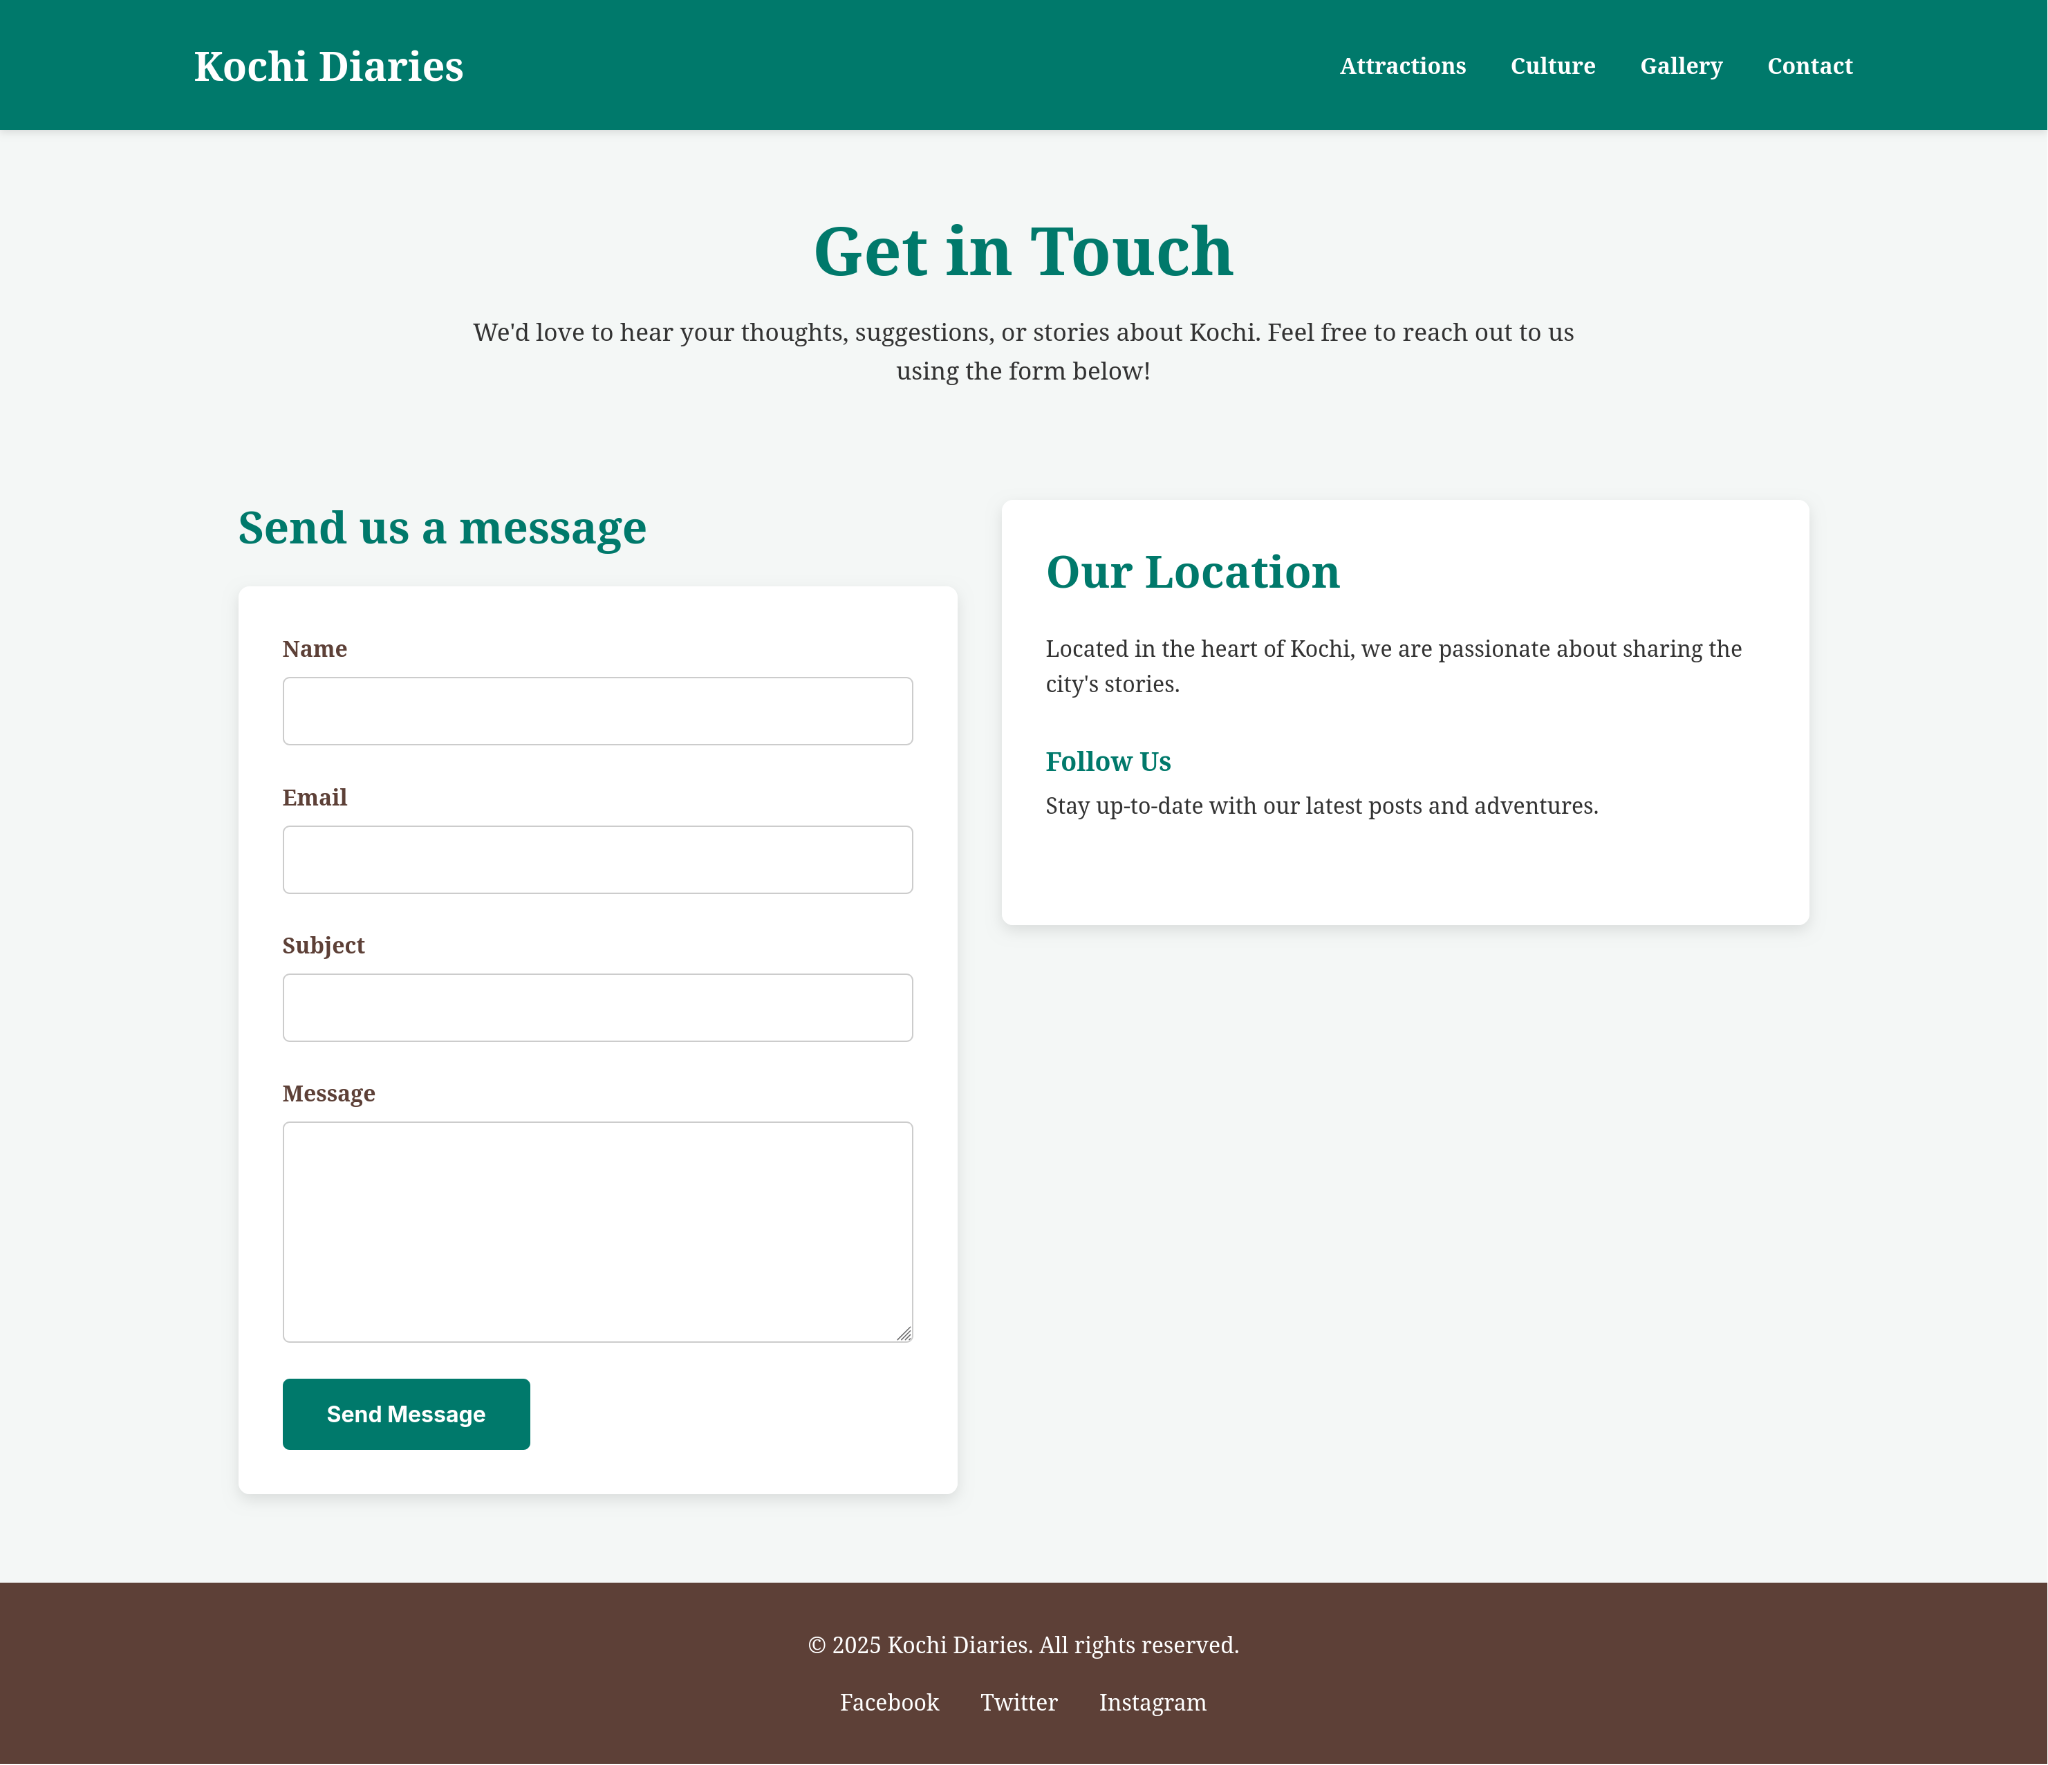 Kochi Diaries
Attractions Culture Gallery Contact
Get in Touch
We'd love to hear your thoughts, suggestions, or stories about Kochi. Feel free to reach out to us
using the form below!
Send us a message
Name
Email
Subject
Message
Send Message
Our Location
Located in the heart of Kochi, we are passionate about sharing the
city's stories.
Follow Us
Stay up-to-date with our latest posts and adventures.
© 2025 Kochi Diaries. All rights reserved.
Facebook Twitter Instagram